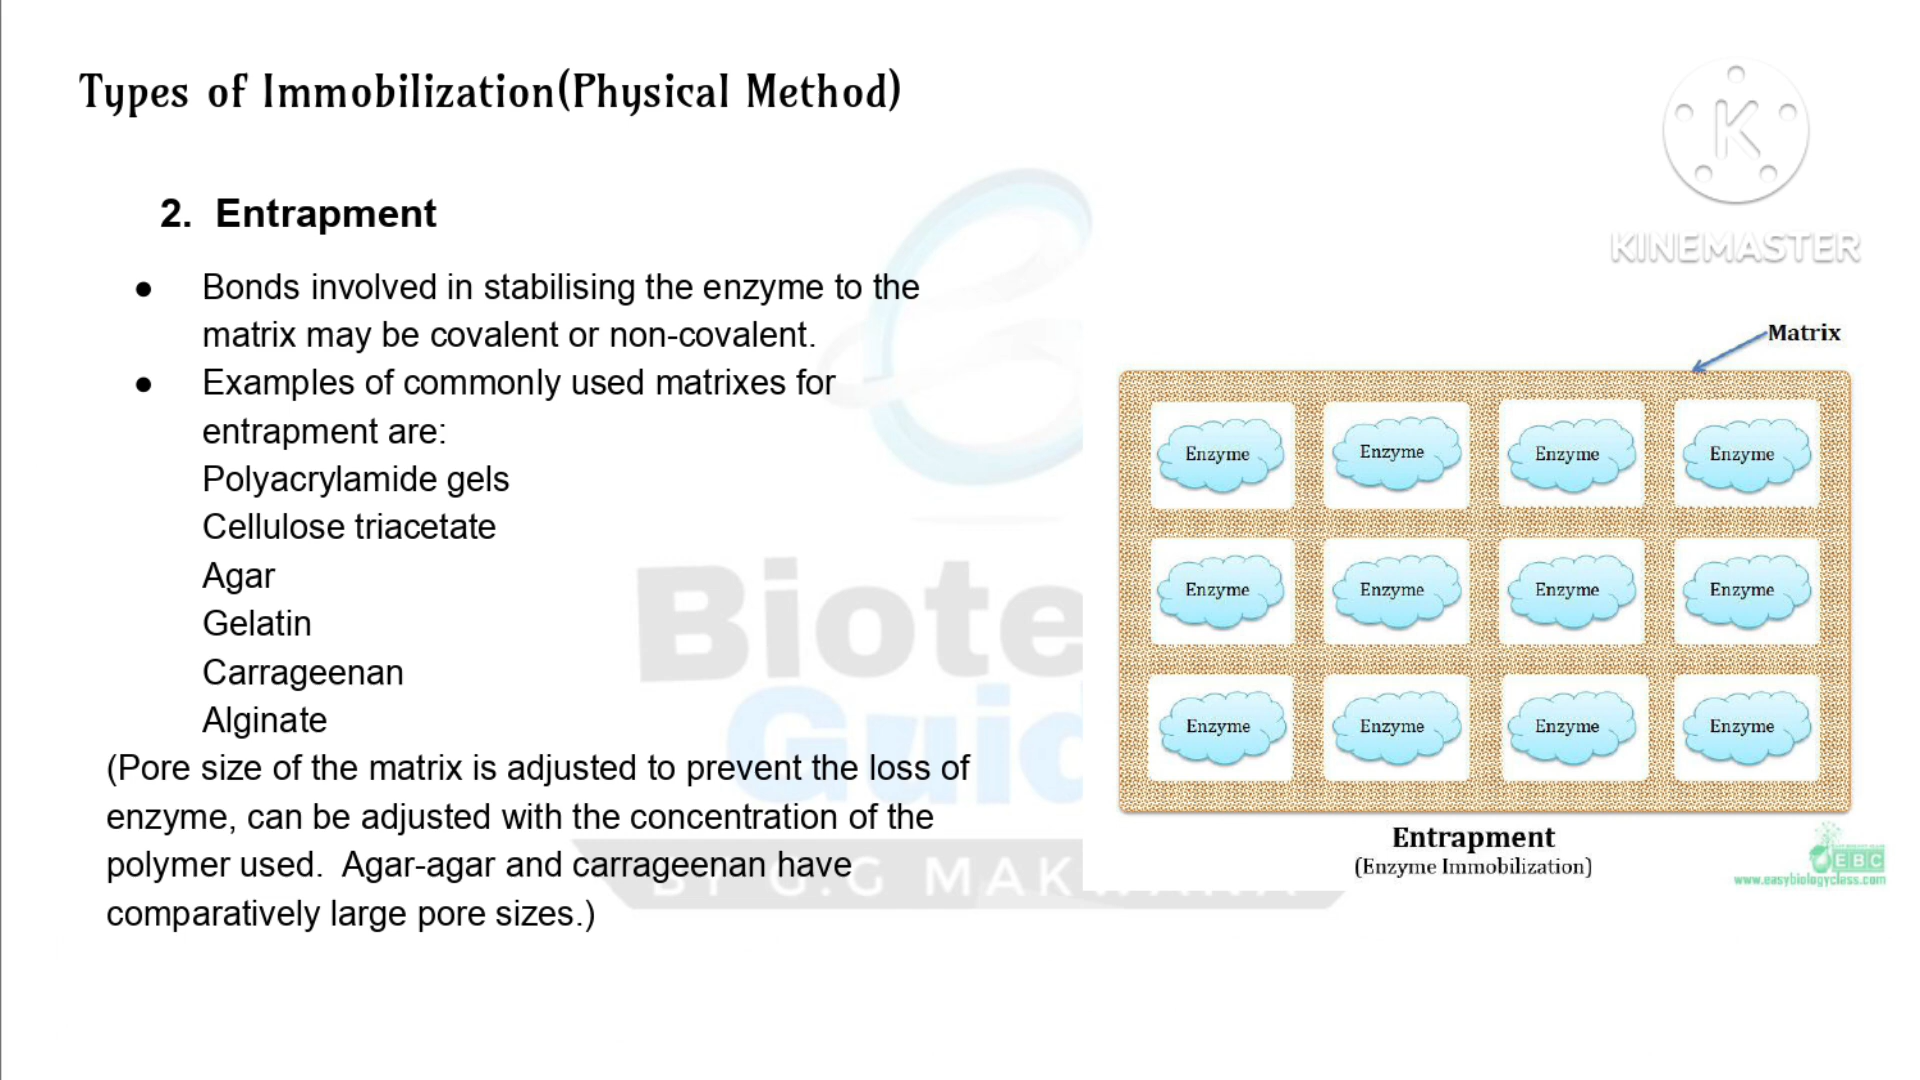 Types of Immobilization(Physical Method)
K
KINEMASTER
2. Entrapment
● Bonds involved in stabilising the enzyme to the
matrix may be covalent or non-covalent.
● Examples of commonly used matrixes for
entrapment are:
Polyacrylamide gels
Cellulose triacetate
Agar
Gelatin
Carrageenan
Alginate
(Pore size of the matrix is adjusted to prevent the loss of
enzyme, can be adjusted with the concentration of the
polymer used. Agar-agar and carrageenan have
comparatively large pore sizes.)
Matrix
Enzyme Enzyme Enzyme Enzyme
Enzyme Enzyme Enzyme Enzyme
Enzyme Enzyme Enzyme Enzyme
Entrapment
(Enzyme Immobilization)
EBC
www.easybiologyclass.com